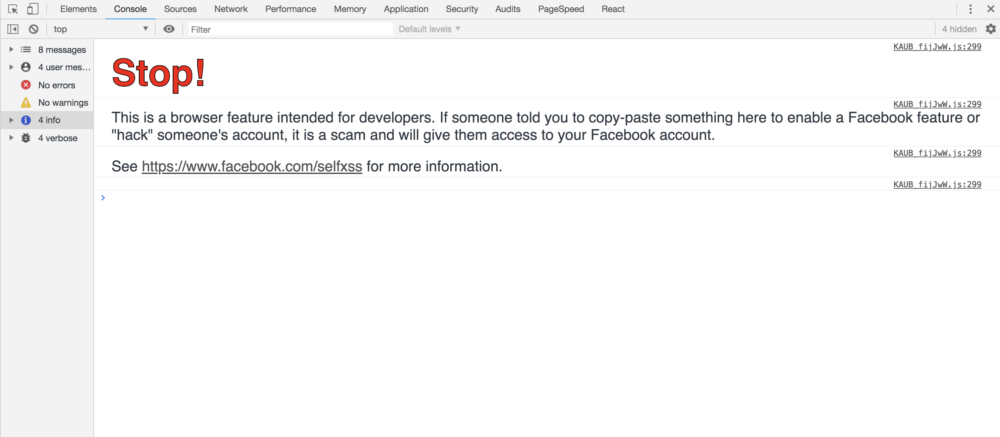 Elements Console Sources Network Performance Memory Application Security Audits PageSpeed React
top Filter Default levels 4 hidden
8 messages
4 user mes…
No errors
No warnings
4 info
4 verbose
KAUB_fijJwW.js:299
Stop!
KAUB_fijJwW.js:299
This is a browser feature intended for developers. If someone told you to copy-paste something here to enable a Facebook feature or
"hack" someone's account, it is a scam and will give them access to your Facebook account.
KAUB_fijJwW.js:299
See https://www.facebook.com/selfxss for more information.
KAUB_fijJwW.js:299